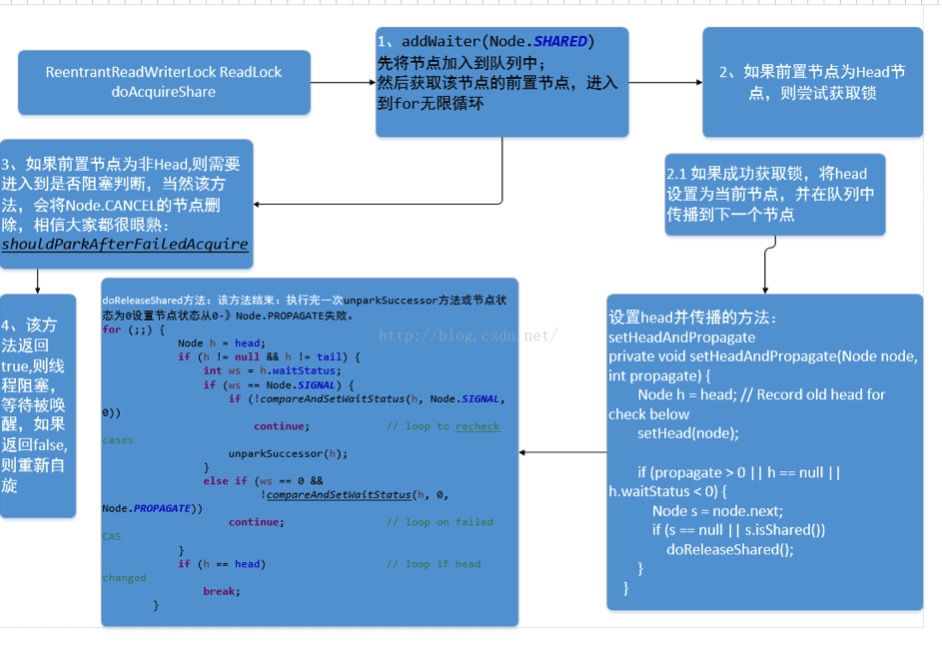 ReentrantReadWriterLock ReadLock
doAcquireShare
1、addWaiter(Node.SHARED)
先将节点加入到队列中；
然后获取该节点的前置节点，进入
到for无限循环
2、如果前置节点为Head节
点，则尝试获取锁
3、如果前置节点为非Head,则需要
进入到是否阻塞判断，当然该方
法，会将Node.CANCEL的节点删
除，相信大家都很眼熟：
shouldParkAfterFailedAcquire
2.1 如果成功获取锁，将head
设置为当前节点，并在队列中
传播到下一个节点
4、该方
法返回
true,则线
程阻塞，
等待被唤
醒，如果
返回false,
则重新自
旋
doReleaseShared方法：该方法结束：执行完一次unparkSuccessor方法或节点状
态为0设置节点状态从0-》Node.PROPAGATE失败。
for (;;) {
Node h = head;
if (h != null && h != tail) {
int ws = h.waitStatus;
if (ws == Node.SIGNAL) {
if (!compareAndSetWaitStatus(h, Node.SIGNAL,
0))
continue; // loop to recheck
cases
unparkSuccessor(h);
}
else if (ws == 0 &&
!compareAndSetWaitStatus(h, 0,
Node.PROPAGATE))
continue; // loop on failed
CAS
}
if (h == head) // loop if head
changed
break;
}
http://blog.csdn.net/
设置head并传播的方法：
setHeadAndPropagate
private void setHeadAndPropagate(Node node,
int propagate) {
Node h = head; // Record old head for
check below
setHead(node);
if (propagate > 0 || h == null ||
h.waitStatus < 0) {
Node s = node.next;
if (s == null || s.isShared())
doReleaseShared();
}
}